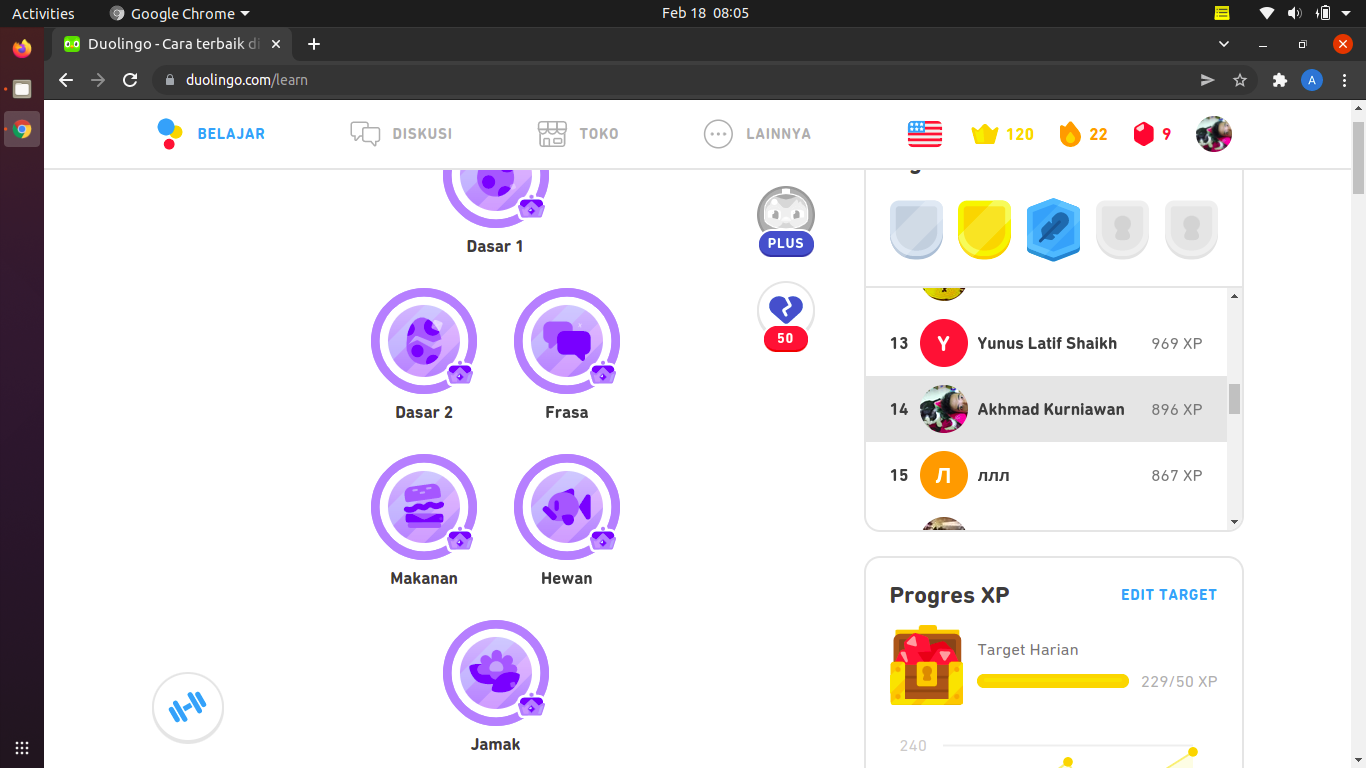 Activities
Google Chrome
Feb 18 08:05
Duolingo - Cara terbaik di
duolingo.com/learn
A
BELAJAR
DISKUSI
TOKO
LAINNYA
120
22
9
Dasar 1
PLUS
50
Dasar 2
Frasa
Makanan
Hewan
Jamak
13 Y Yunus Latif Shaikh 969 XP
14 Akhmad Kurniawan 896 XP
15 Л ллл 867 XP
Progres XP
EDIT TARGET
Target Harian
229/50 XP
240